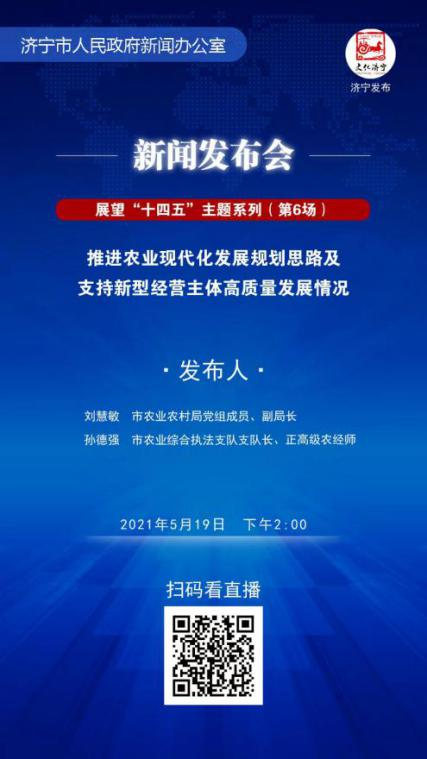 济宁市人民政府新闻办公室
文化济宁
济宁发布
新闻发布会
展望“十四五”主题系列（第6场）
推进农业现代化发展规划思路及
支持新型经营主体高质量发展情况
·发布人·
刘慧敏 市农业农村局党组成员、副局长
孙德强 市农业综合执法支队支队长、正高级农经师
2021年5月19日 下午2:00
扫码看直播